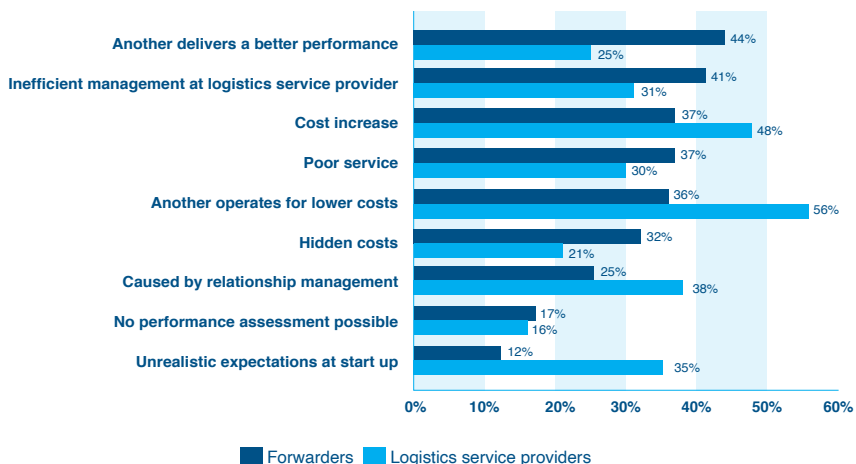 Another delivers a better performance
44%
25%
Inefficient management at logistics service provider
41%
31%
Cost increase
37%
48%
Poor service
37%
30%
Another operates for lower costs
36%
56%
Hidden costs
32%
21%
Caused by relationship management
25%
38%
No performance assessment possible
17%
16%
Unrealistic expectations at start up
12%
35%
0% 10% 20% 30% 40% 50% 60%
Forwarders Logistics service providers